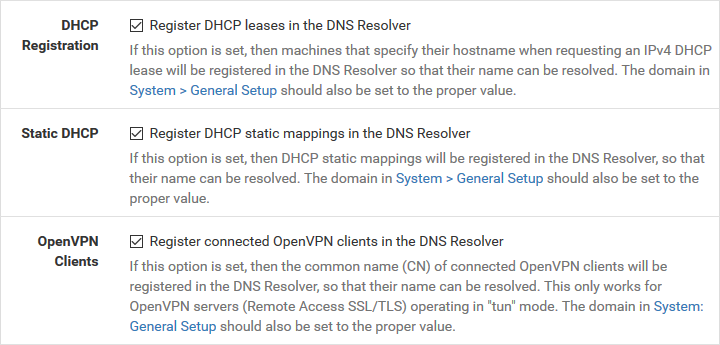 DHCP Registration
Register DHCP leases in the DNS Resolver
If this option is set, then machines that specify their hostname when requesting an IPv4 DHCP
lease will be registered in the DNS Resolver so that their name can be resolved. The domain in
System > General Setup should also be set to the proper value.
Static DHCP
Register DHCP static mappings in the DNS Resolver
If this option is set, then DHCP static mappings will be registered in the DNS Resolver, so that
their name can be resolved. The domain in System > General Setup should also be set to the
proper value.
OpenVPN Clients
Register connected OpenVPN clients in the DNS Resolver
If this option is set, then the common name (CN) of connected OpenVPN clients will be
registered in the DNS Resolver, so that their name can be resolved. This only works for
OpenVPN servers (Remote Access SSL/TLS) operating in "tun" mode. The domain in System:
General Setup should also be set to the proper value.